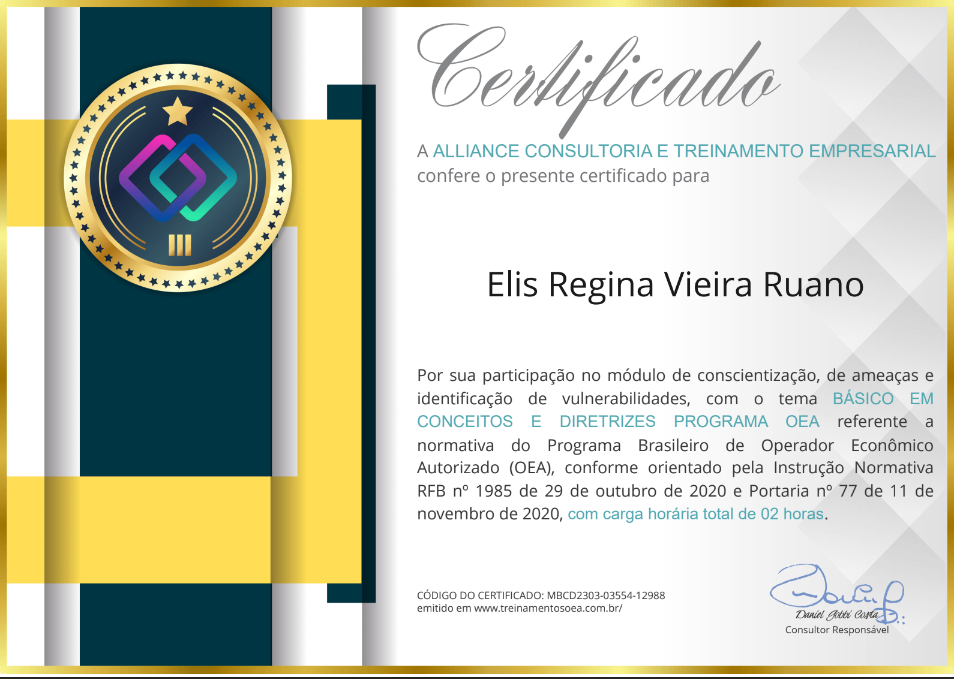 Certificado
A ALLIANCE CONSULTORIA E TREINAMENTO EMPRESARIAL
confere o presente certificado para
Elis Regina Vieira Ruano
Por sua participação no módulo de conscientização, de ameaças e
identificação de vulnerabilidades, com o tema BÁSICO EM
CONCEITOS E DIRETRIZES PROGRAMA OEA referente a
normativa do Programa Brasileiro de Operador Econômico
Autorizado (OEA), conforme orientado pela Instrução Normativa
RFB nº 1985 de 29 de outubro de 2020 e Portaria nº 77 de 11 de
novembro de 2020, com carga horária total de 02 horas.
CÓDIGO DO CERTIFICADO: MBCD2303-03554-12988
emitido em www.treinamentosoea.com.br/
Daniel Gobbi Costa
Consultor Responsável